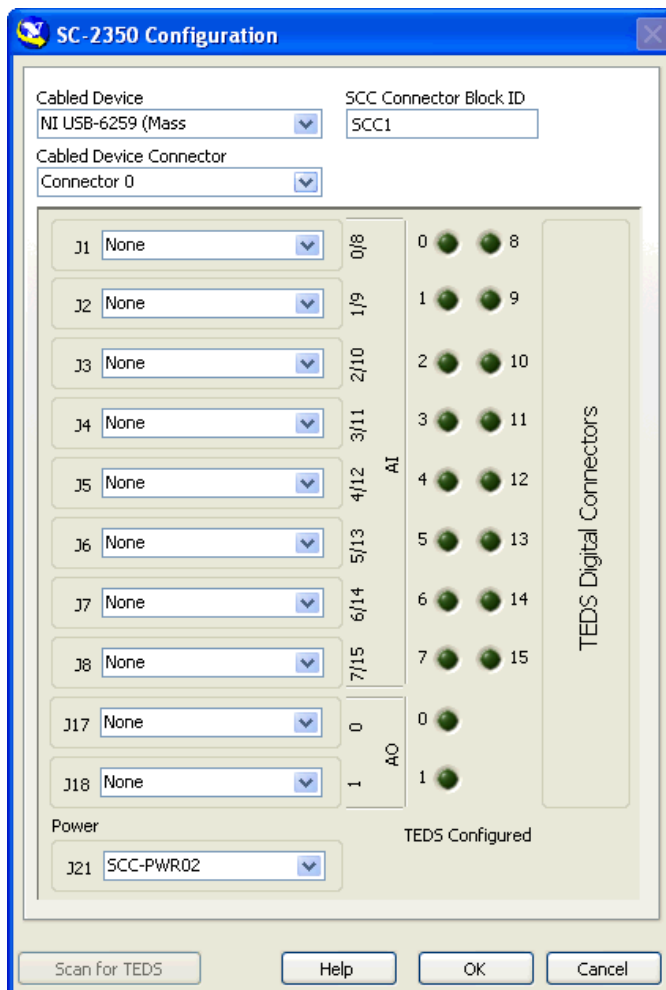 SC-2350 Configuration
Cabled Device
SCC Connector Block ID
NI USB-6259 (Mass
SCC1
Cabled Device Connector
Connector 0
J1 None 0/8 0 8
J2 None 1/9 1 9
J3 None 2/10 2 10
J4 None 3/11 3 11
AI
J5 None 4/12 4 12
J6 None 5/13 5 13
J7 None 6/14 6 14
J8 None 7/15 7 15
TEDS Digital Connectors
J17 None 0 0
AO
J18 None 1 1
Power
TEDS Configured
J21 SCC-PWR02
Scan for TEDS
Help
OK
Cancel